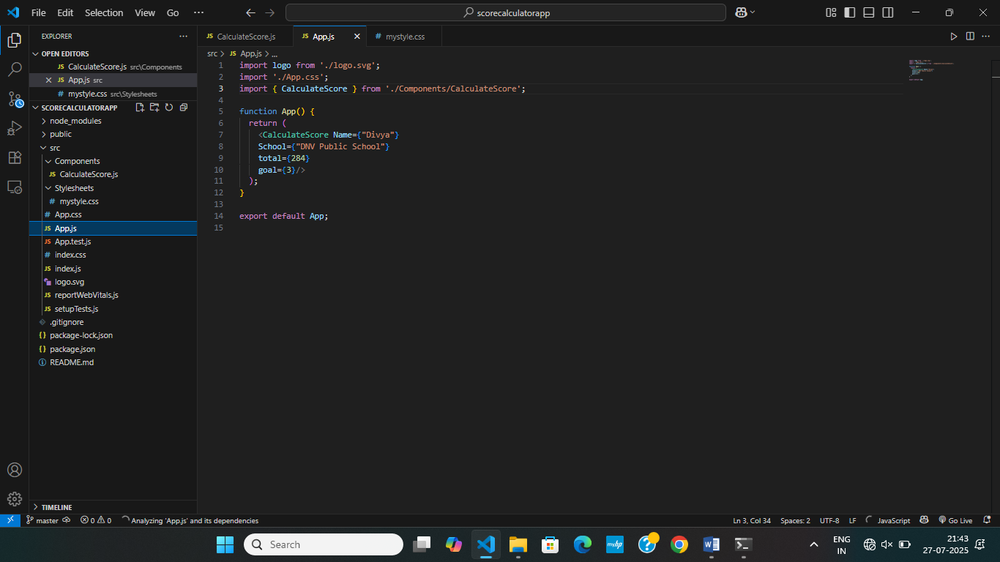 File Edit Selection View Go ··· scorecalculatorapp
EXPLORER ···
OPEN EDITORS
CalculateScore.js src\Components
App.js src
mystyle.css src\Stylesheets
SCORECALCULATORAPP
node_modules
public
src
Components
JS CalculateScore.js
Stylesheets
# mystyle.css
# App.css
JS App.js
JS App.test.js
# index.css
JS index.js
logo.svg
JS reportWebVitals.js
JS setupTests.js
.gitignore
{} package-lock.json
{} package.json
README.md
TIMELINE
JS CalculateScore.js JS App.js # mystyle.css
src > JS App.js > ...
1 import logo from './logo.svg';
2 import './App.css';
3 import { CalculateScore } from './Components/CalculateScore';
4
5 function App() {
6 return (
7 <CalculateScore Name={"Divya"}
8 School={"DNV Public School"}
9 total={284}
10 goal={3}/>
11 );
12 }
13
14 export default App;
15
master 0 0 Analyzing 'App.js' and its dependencies Ln 3, Col 34 Spaces: 2 UTF-8 LF JavaScript Go Live
Search myhp ENG 21:43
IN 27-07-2025